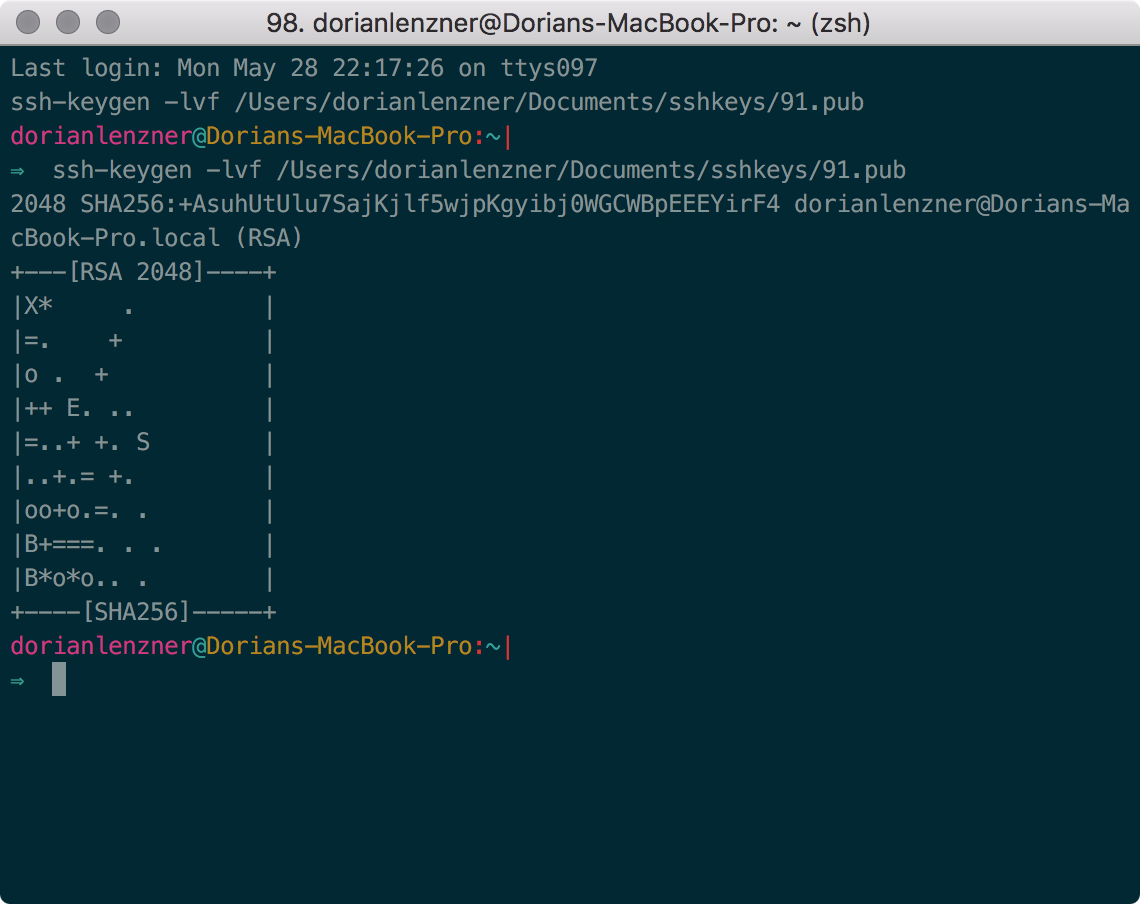 98. dorianlenzner@Dorians-MacBook-Pro: ~ (zsh)
Last login: Mon May 28 22:17:26 on ttys097
ssh-keygen -lvf /Users/dorianlenzner/Documents/sshkeys/91.pub
dorianlenzner@Dorians-MacBook-Pro:~|
⇒  ssh-keygen -lvf /Users/dorianlenzner/Documents/sshkeys/91.pub
2048 SHA256:+AsuhUtUlu7SajKjlf5wjpKgyibj0WGCWBpEEEYirF4 dorianlenzner@Dorians-Ma
cBook-Pro.local (RSA)
+---[RSA 2048]----+
|X*     .         |
|=.    +          |
|o .  +           |
|++ E. ..         |
|=..+ +. S        |
|..+.= +.         |
|oo+o.=. .        |
|B+===. . .       |
|B*o*o.. .        |
+----[SHA256]-----+
dorianlenzner@Dorians-MacBook-Pro:~|
⇒